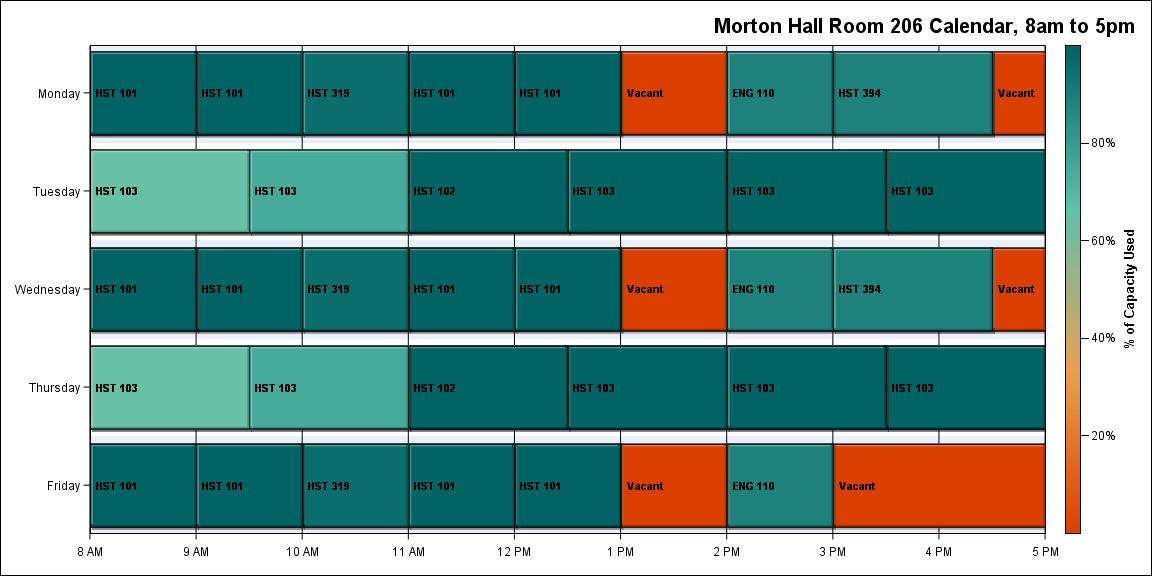 Morton Hall Room 206 Calendar, 8am to 5pm
Monday
HST 101
HST 101
HST 319
HST 101
HST 101
Vacant
ENG 110
HST 394
Vacant
Tuesday
HST 103
HST 103
HST 102
HST 103
HST 103
HST 103
Wednesday
HST 101
HST 101
HST 319
HST 101
HST 101
Vacant
ENG 110
HST 394
Vacant
Thursday
HST 103
HST 103
HST 102
HST 103
HST 103
HST 103
Friday
HST 101
HST 101
HST 319
HST 101
HST 101
Vacant
ENG 110
Vacant
8 AM
9 AM
10 AM
11 AM
12 PM
1 PM
2 PM
3 PM
4 PM
5 PM
80%
60%
40%
20%
% of Capacity Used